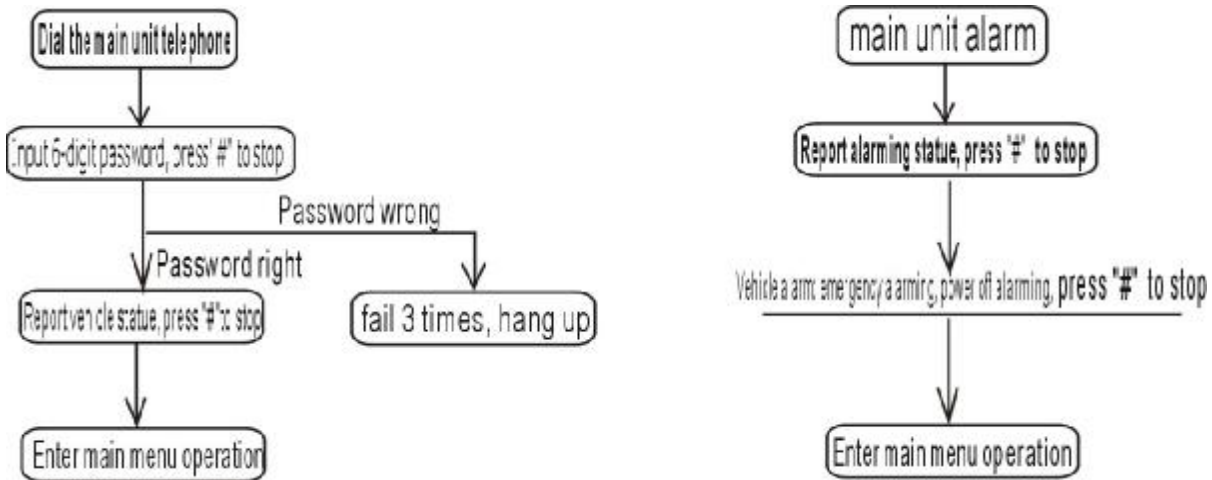 Dial the main unit telephone
Input 6-digit password, press" #" to stop
Password wrong
Password right
Report vehicle statue, press "#"to stop
fail 3 times, hang up
Enter main menu operation
main unit alarm
Report alarming statue, press "#" to stop
Vehicle alarm: emergency alarming, power off alarming, press "#" to stop
Enter main menu operation